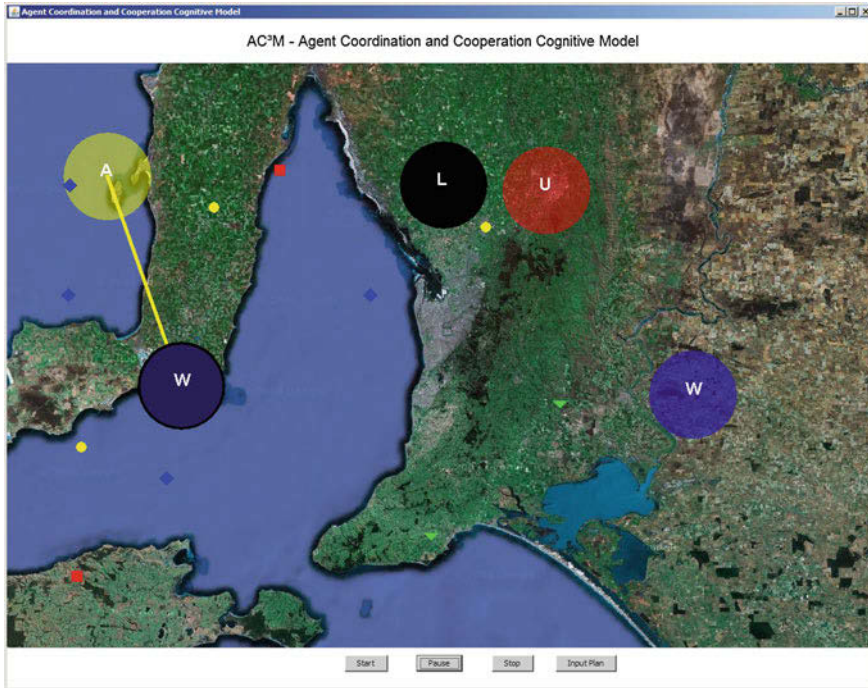 Agent Coordination and Cooperation Cognitive Model
AC³M - Agent Coordination and Cooperation Cognitive Model
A
L
U
W
W
Start
Pause
Stop
Input Plan